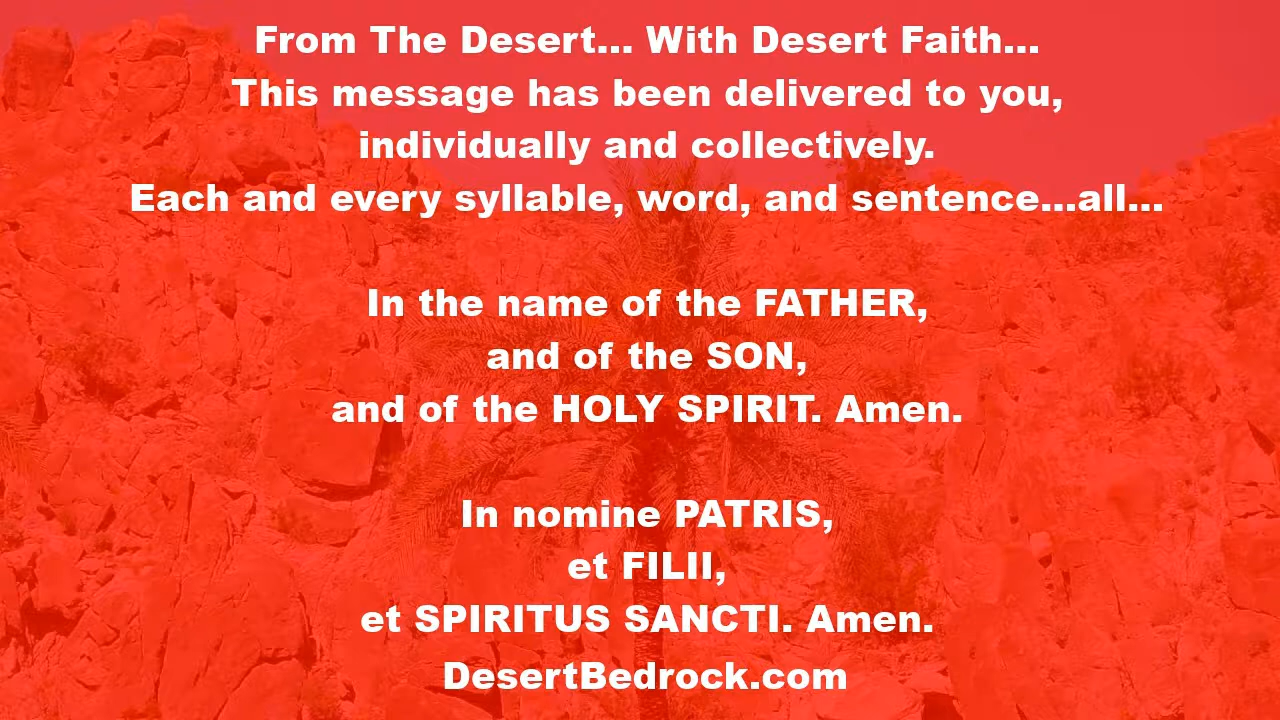 From The Desert... With Desert Faith...
This message has been delivered to you,
individually and collectively.
Each and every syllable, word, and sentence...all...
In the name of the FATHER,
and of the SON,
and of the HOLY SPIRIT. Amen.
In nomine PATRIS,
et FILII,
et SPIRITUS SANCTI. Amen.
DesertBedrock.com